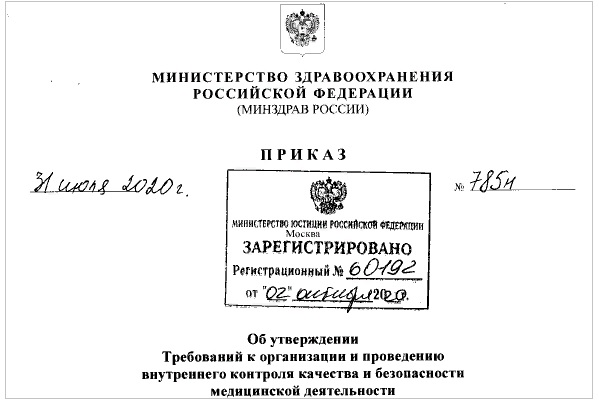 МИНИСТЕРСТВО ЗДРАВООХРАНЕНИЯ
РОССИЙСКОЙ ФЕДЕРАЦИИ
(МИНЗДРАВ РОССИИ)
ПРИКАЗ
31 июля 2020 г.
№ 785н
МИНИСТЕРСТВО ЮСТИЦИИ РОССИЙСКОЙ ФЕДЕРАЦИИ
Москва
ЗАРЕГИСТРИРОВАНО
Регистрационный № 60192
от "02" октября 2020.
Об утверждении
Требований к организации и проведению
внутреннего контроля качества и безопасности
медицинской деятельности